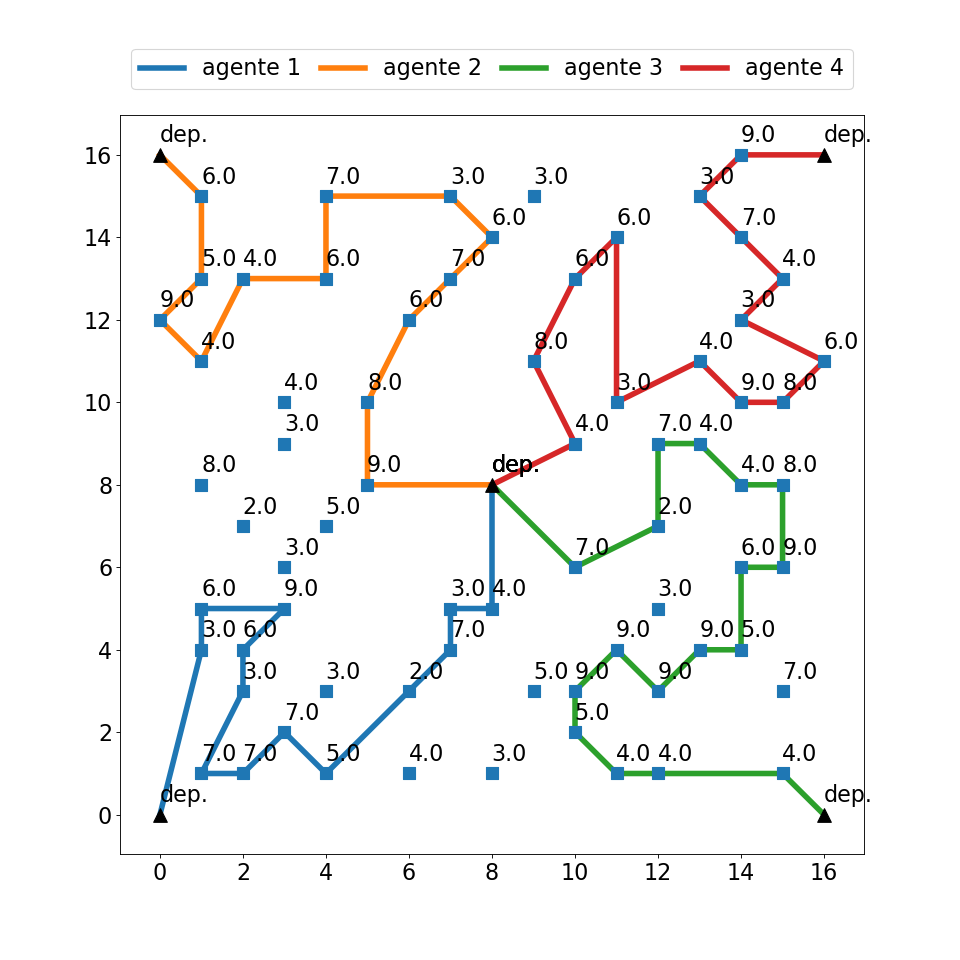 agente 1 agente 2 agente 3 agente 4
9.0
dep. dep.
16
6.0 7.0 3.0 3.0 3.0
14
6.0 6.0 7.0
5.0 4.0 6.0 7.0 6.0 4.0
12
9.0 6.0 3.0
4.0 8.0 4.0 6.0
10
4.0 8.0 3.0 9.0 8.0
3.0 4.0 7.0 4.0
8
8.0 9.0 dep. dep. 4.0 8.0
2.0 5.0 2.0
6
3.0 7.0 6.0 9.0
6.0 9.0 3.0 4.0 3.0
4
3.0 6.0 7.0 9.0 9.0 5.0
3.0 3.0 2.0 5.0 9.0 9.0 7.0
2
7.0 5.0
7.0 7.0 5.0 4.0 3.0 4.0 4.0 4.0
0
dep. dep.
0 2 4 6 8 10 12 14 16